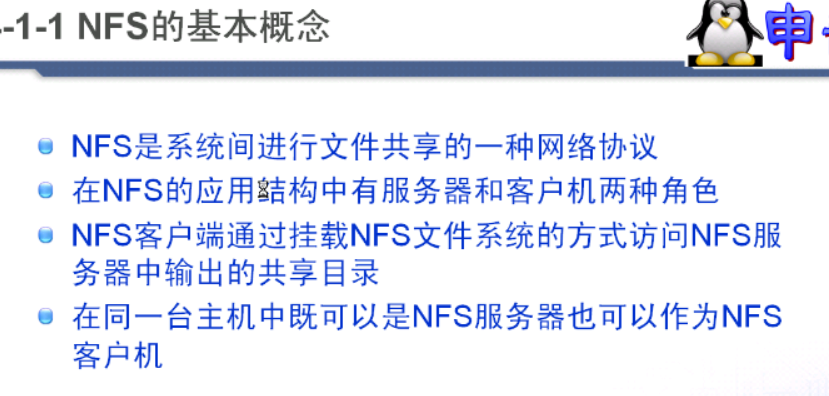 -1-1 NFS的基本概念
申
NFS是系统间进行文件共享的一种网络协议
在NFS的应用结构中有服务器和客户机两种角色
NFS客户端通过挂载NFS文件系统的方式访问NFS服
务器中输出的共享目录
在同一台主机中既可以是NFS服务器也可以作为NFS
客户机